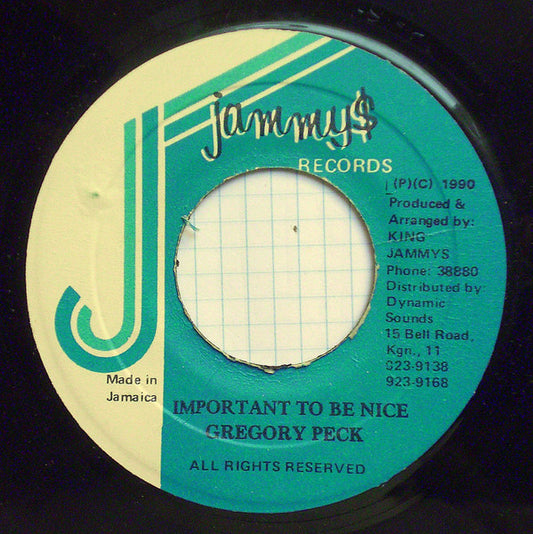 jammy$
RECORDS
(P)(C) 1990
Produced &
Arranged by:
KING
JAMMYS
Phone: 38880
Distributed by:
Dynamic
Sounds
15 Bell Road,
Kgn., 11
923-9138
923-9168
Made in
Jamaica
IMPORTANT TO BE NICE
GREGORY PECK
ALL RIGHTS RESERVED